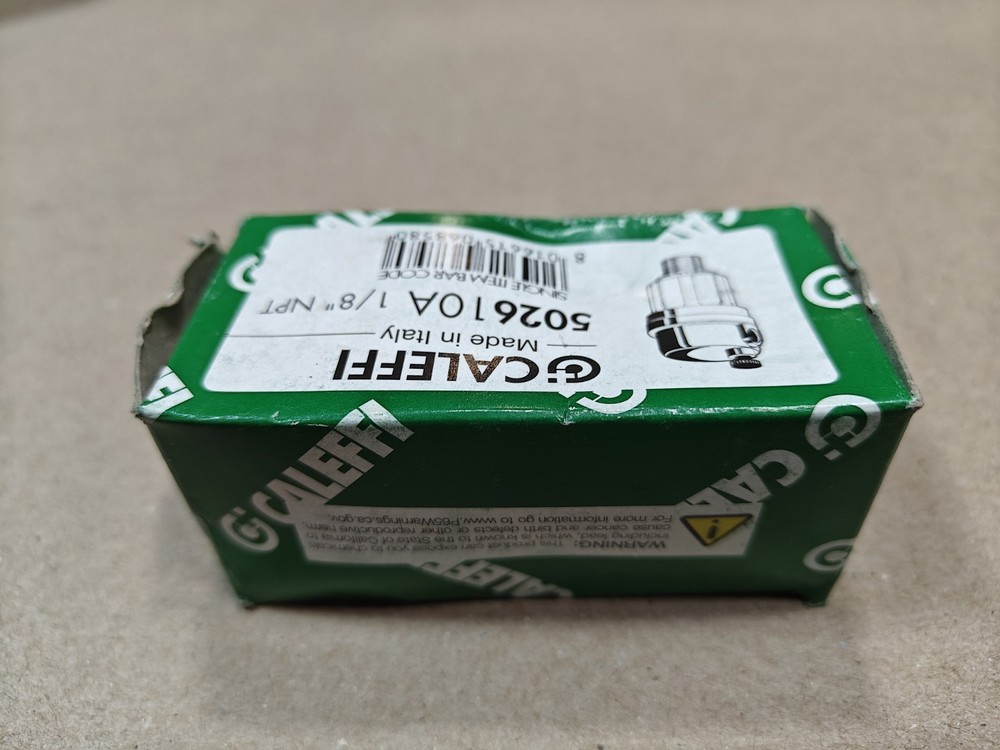 CALEFFI
Made in Italy
502610A 1/8" NPT
SINGLE ITEM BAR CODE
CALEFFI
CALEFFI
WARNING: This product can expose you to chemicals
including lead, which is known to the State of California to
cause cancer and birth defects or other reproductive harm.
For more information go to www.P65Warnings.ca.gov.